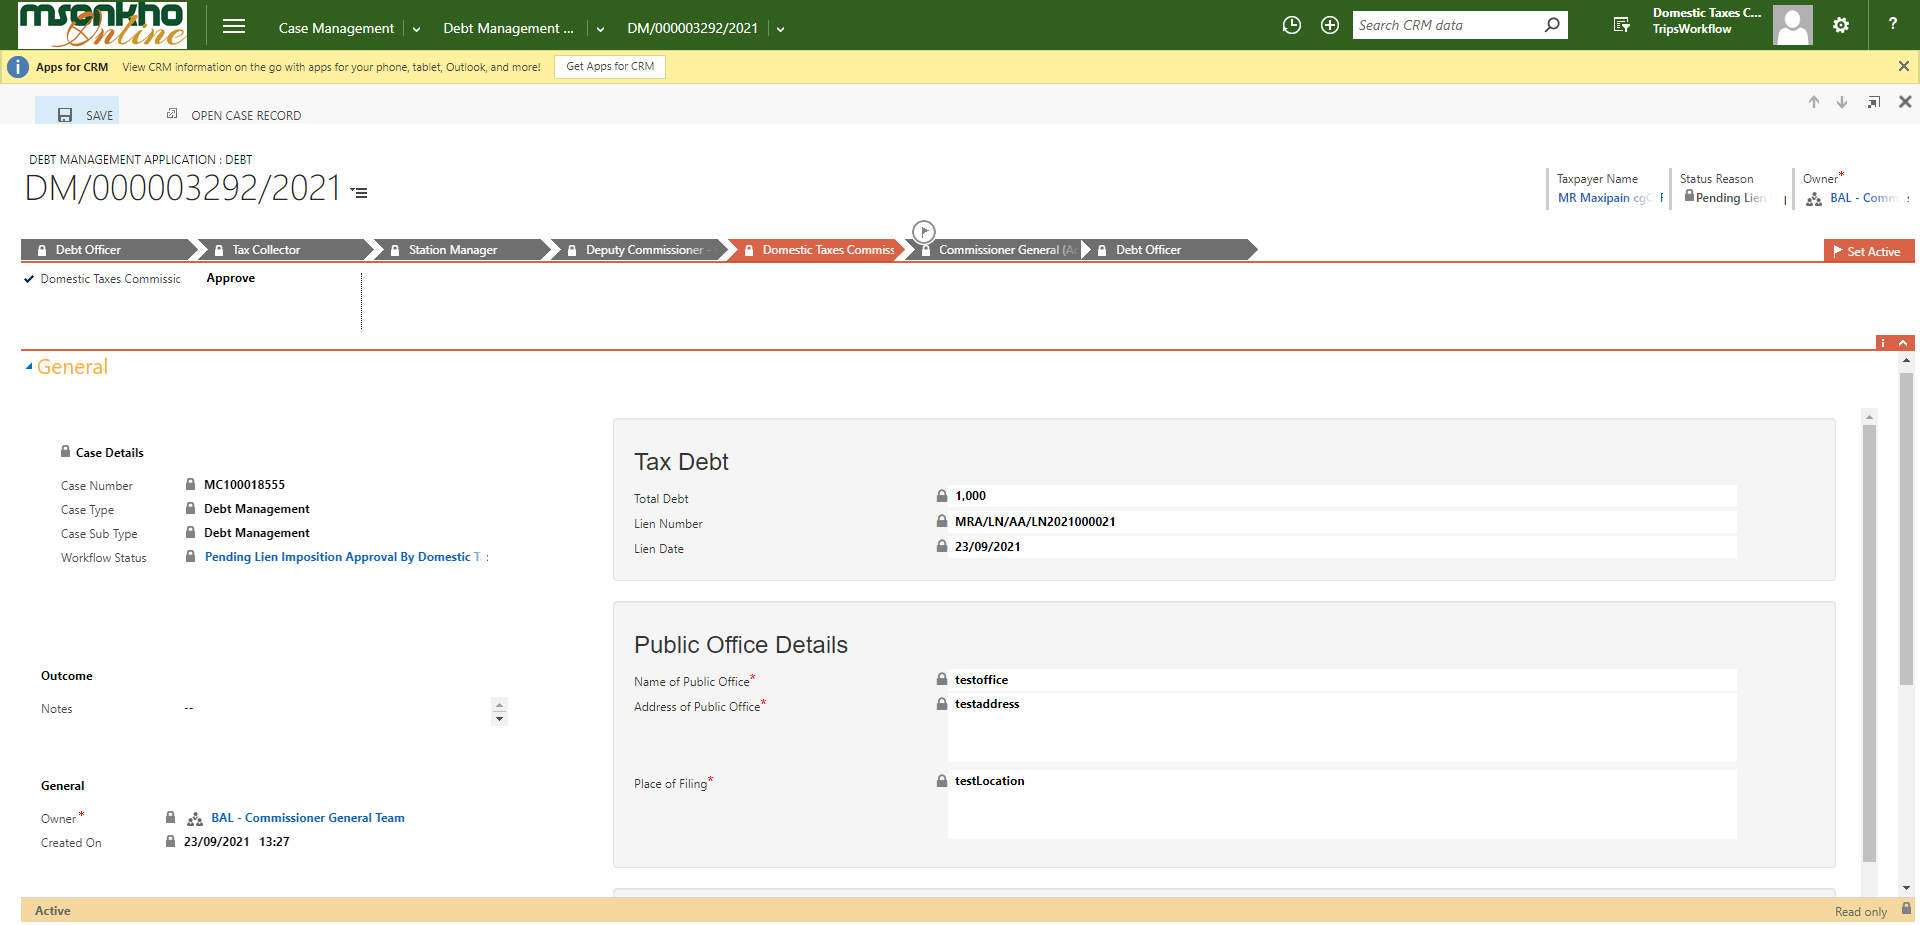 msonkho
Online
Case Management
Debt Management ...
DM/000003292/2021
Search CRM data
Domestic Taxes C...
TripsWorkflow
?
Apps for CRM View CRM information on the go with apps for your phone, tablet, Outlook, and more! Get Apps for CRM
SAVE
OPEN CASE RECORD
DEBT MANAGEMENT APPLICATION : DEBT
DM/000003292/2021
Taxpayer Name
MR Maxipain
Status Reason
Pending Lien
Owner*
BAL - Comm
Debt Officer
Tax Collector
Station Manager
Deputy Commissioner -
Domestic Taxes Commiss
Commissioner General (A
Debt Officer
Set Active
Domestic Taxes Commissic
Approve
General
Case Details
Case Number MC100018555
Case Type Debt Management
Case Sub Type Debt Management
Workflow Status Pending Lien Imposition Approval By Domestic T
Outcome
Notes --
General
Owner* BAL - Commissioner General Team
Created On 23/09/2021 13:27
Tax Debt
Total Debt 1,000
Lien Number MRA/LN/AA/LN2021000021
Lien Date 23/09/2021
Public Office Details
Name of Public Office* testoffice
Address of Public Office* testaddress
Place of Filing* testLocation
Active
Read only